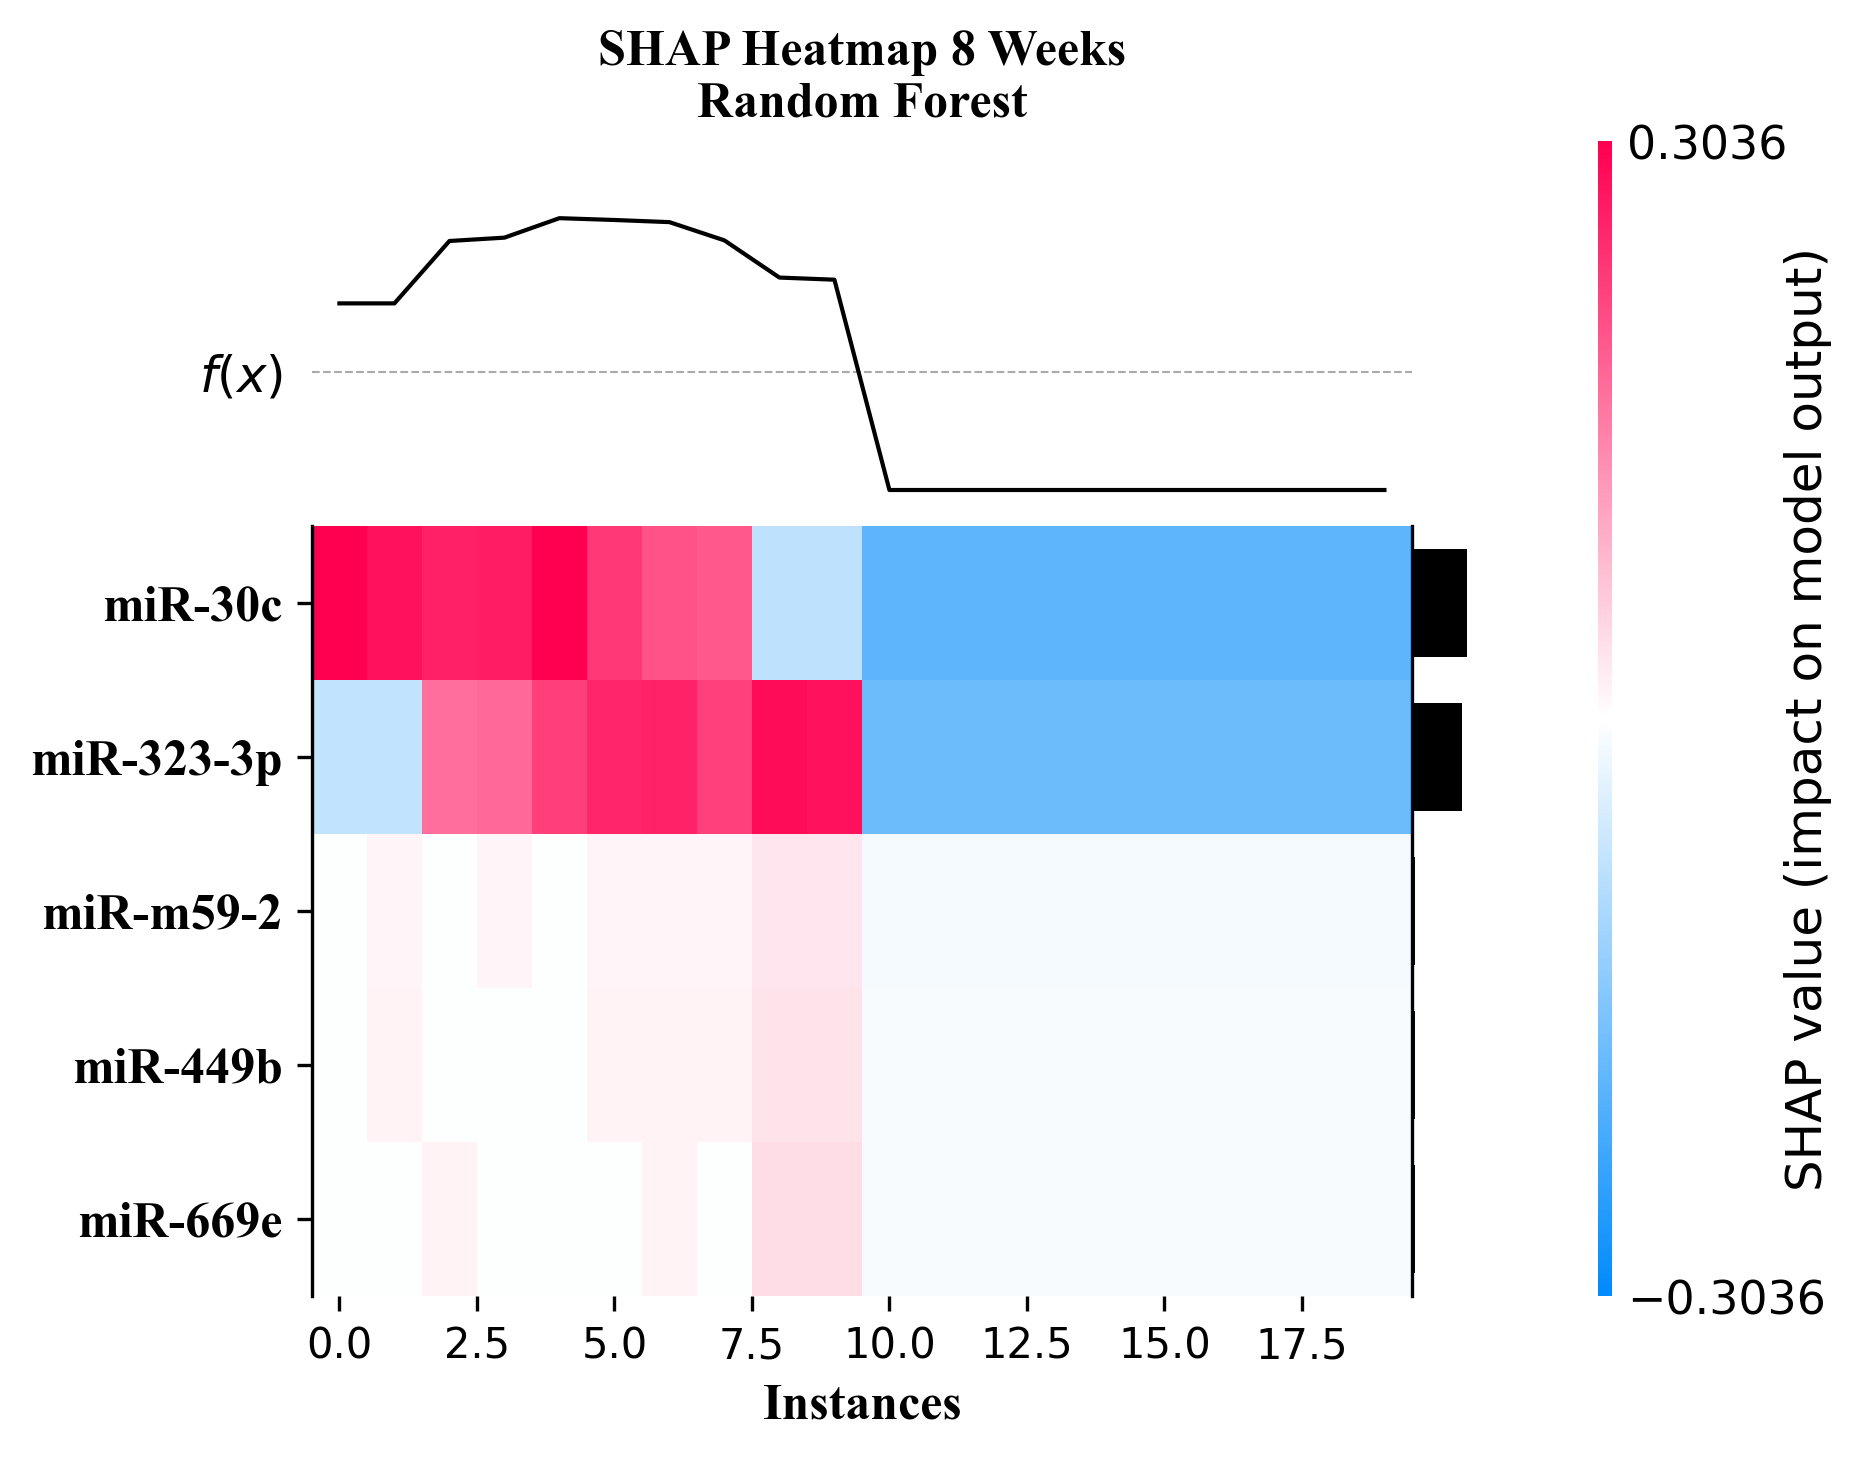 SHAP Heatmap 8 Weeks
Random Forest
0.3036
f(x)
miR-30c
miR-323-3p
miR-m59-2
miR-449b
miR-669e
0.0 2.5 5.0 7.5 10.0 12.5 15.0 17.5
Instances
SHAP value (impact on model output)
−0.3036